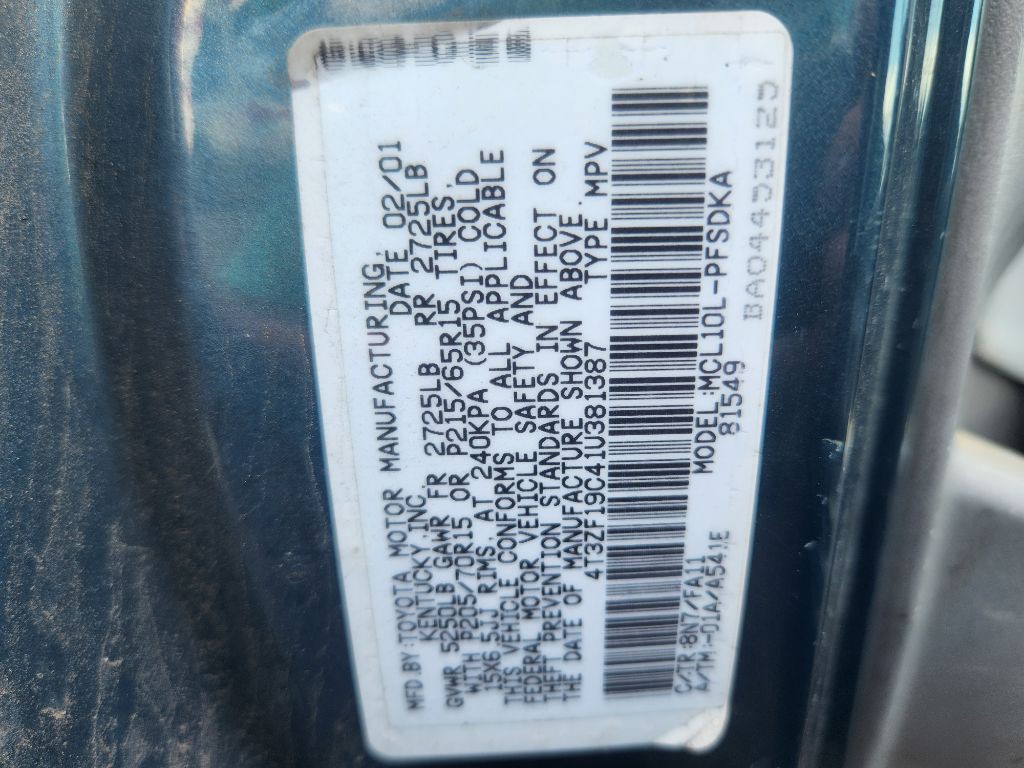 MFD BY:TOYOTA MOTOR MANUFACTURING,
KENTUCKY,INC. DATE 02/01
GVWR 5250LB GAWR FR 2725LB RR 2725LB
WITH P205/70R15 OR P215/65R15 TIRES,
15X6.5JJ RIMS, AT 240KPA (35PSI) COLD
THIS VEHICLE CONFORMS TO ALL APPLICABLE
FEDERAL MOTOR VEHICLE SAFETY AND
THEFT PREVENTION STANDARDS IN EFFECT ON
THE DATE OF MANUFACTURE SHOWN ABOVE.
4T3ZF19C41U381387 TYPE MPV
C/TR:8N7/FA11 MODEL:MCL10L-PFSDKA
A/TM:-01A/A541E 81549